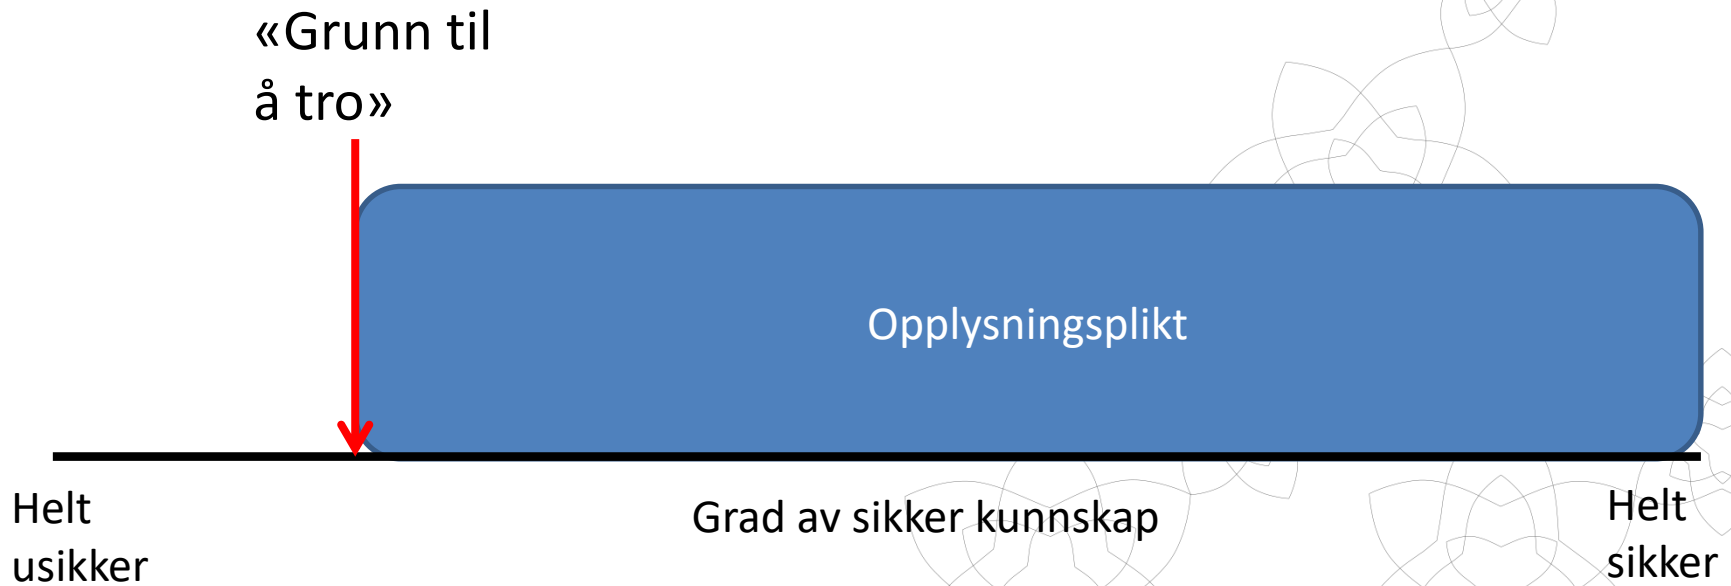 «Grunn til
å tro»
Opplysningsplikt
Helt
usikker
Grad av sikker kunnskap
Helt
sikker